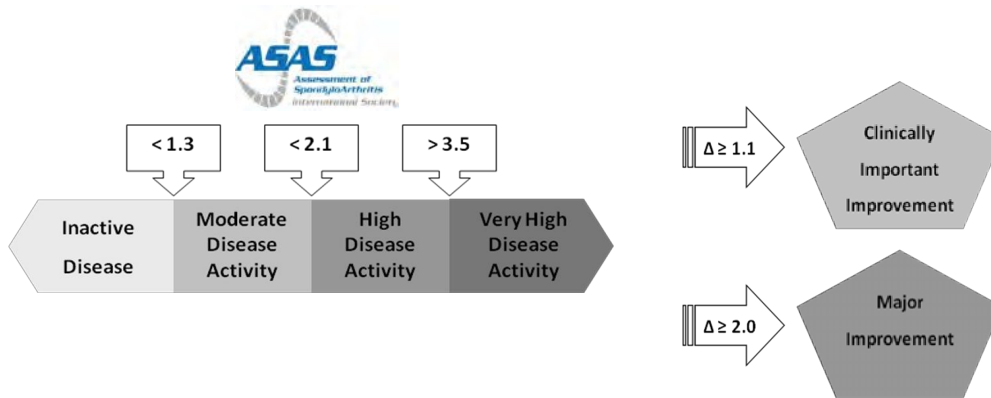 ASAS
Assessment of
SpondyloArthritis
International Society
< 1.3
< 2.1
> 3.5
Inactive
Disease
Moderate
Disease
Activity
High
Disease
Activity
Very High
Disease
Activity
Δ ≥ 1.1
Clinically
Important
Improvement
Δ ≥ 2.0
Major
Improvement